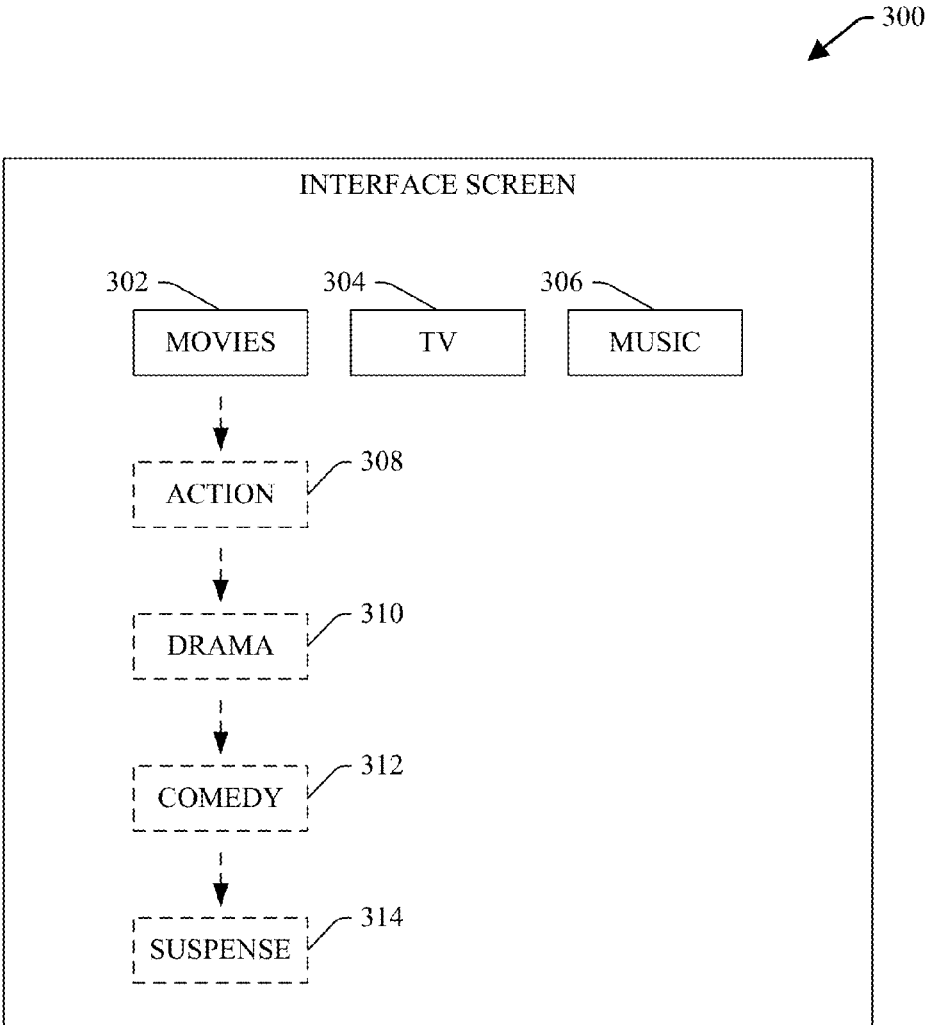 300
INTERFACE SCREEN
302 304 306
MOVIES TV MUSIC
308
ACTION
310
DRAMA
312
COMEDY
314
SUSPENSE